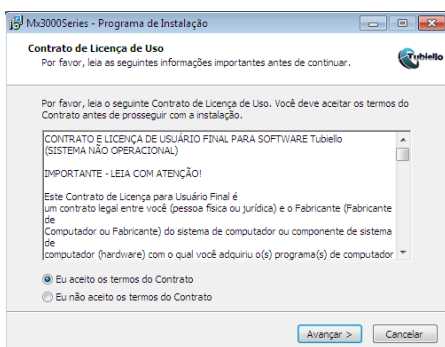 Mx3000Series - Programa de Instalação
Contrato de Licença de Uso
Por favor, leia as seguintes informações importantes antes de continuar.
Tubiello
Por favor, leia o seguinte Contrato de Licença de Uso. Você deve aceitar os termos do
Contrato antes de prosseguir com a instalação.
CONTRATO E LICENÇA DE USUÁRIO FINAL PARA SOFTWARE Tubiello
(SISTEMA NÃO OPERACIONAL)
IMPORTANTE - LEIA COM ATENÇÃO!
Este Contrato de Licença para Usuário Final é
um contrato legal entre você (pessoa física ou jurídica) e o Fabricante (Fabricante
de
Computador ou Fabricante) do sistema de computador ou componente de sistema
de
computador (hardware) com o qual você adquiriu o(s) programa(s) de computador
Eu aceito os termos do Contrato
Eu não aceito os termos do Contrato
Avançar >
Cancelar